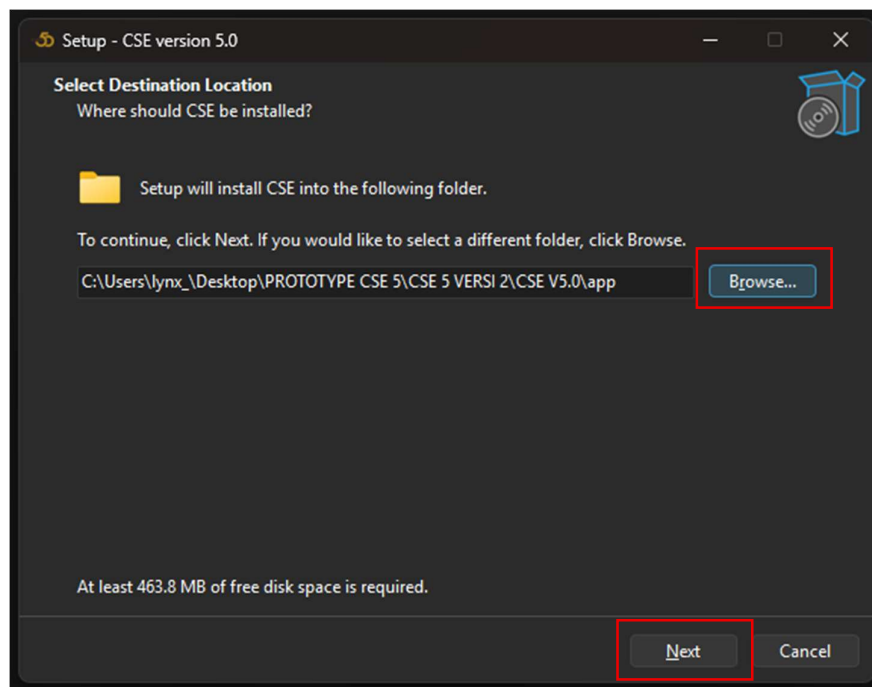 Setup - CSE version 5.0
Select Destination Location
Where should CSE be installed?
Setup will install CSE into the following folder.
To continue, click Next. If you would like to select a different folder, click Browse.
C:\Users\lynx_\Desktop\PROTOTYPE CSE 5\CSE 5 VERSI 2\CSE V5.0\app
Browse...
At least 463.8 MB of free disk space is required.
Next
Cancel